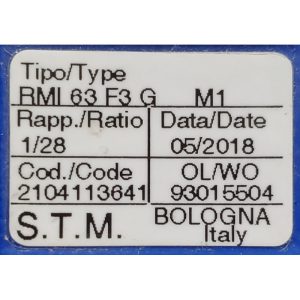 Tipo/Type
RMI 63 F3 G M1
Rapp./Ratio Data/Date
1/28 05/2018
Cod./Code OL/WO
2104113641 93015504
S.T.M. BOLOGNA
Italy